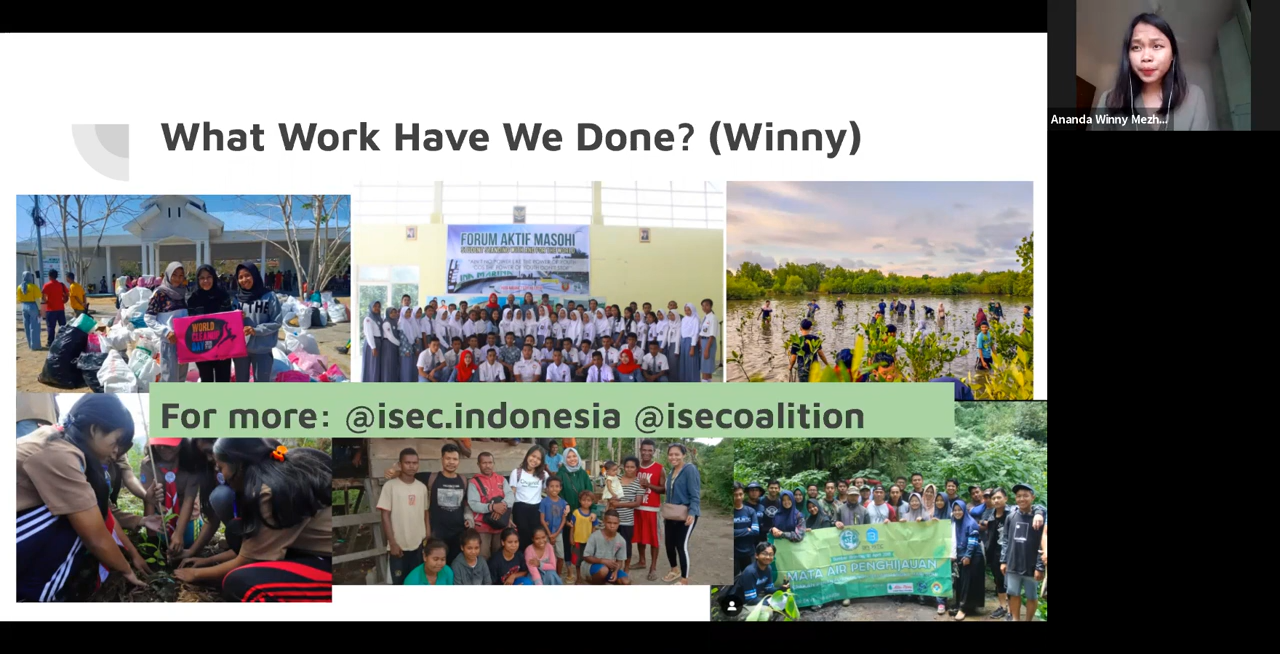 What Work Have We Done? (Winny)
Ananda Winny Mezh...
WORLD
CLEANUP
DAY
FORUM AKTIF MASOHI
For more: @isec.indonesia @isecoalition
MATA AIR PENGHIJAUAN